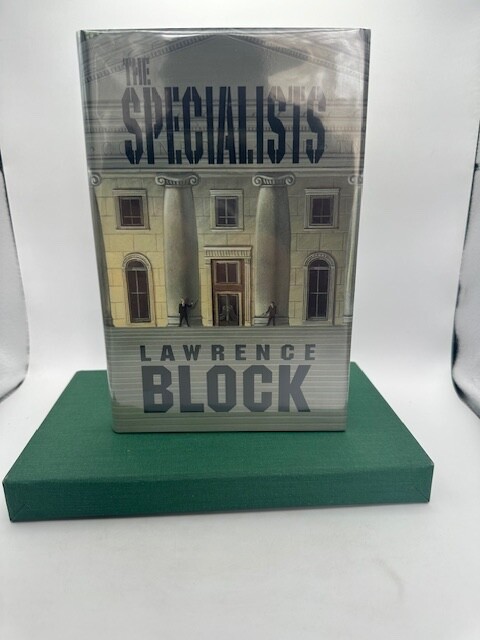 THE
SPECIALISTS
LAWRENCE
BLOCK